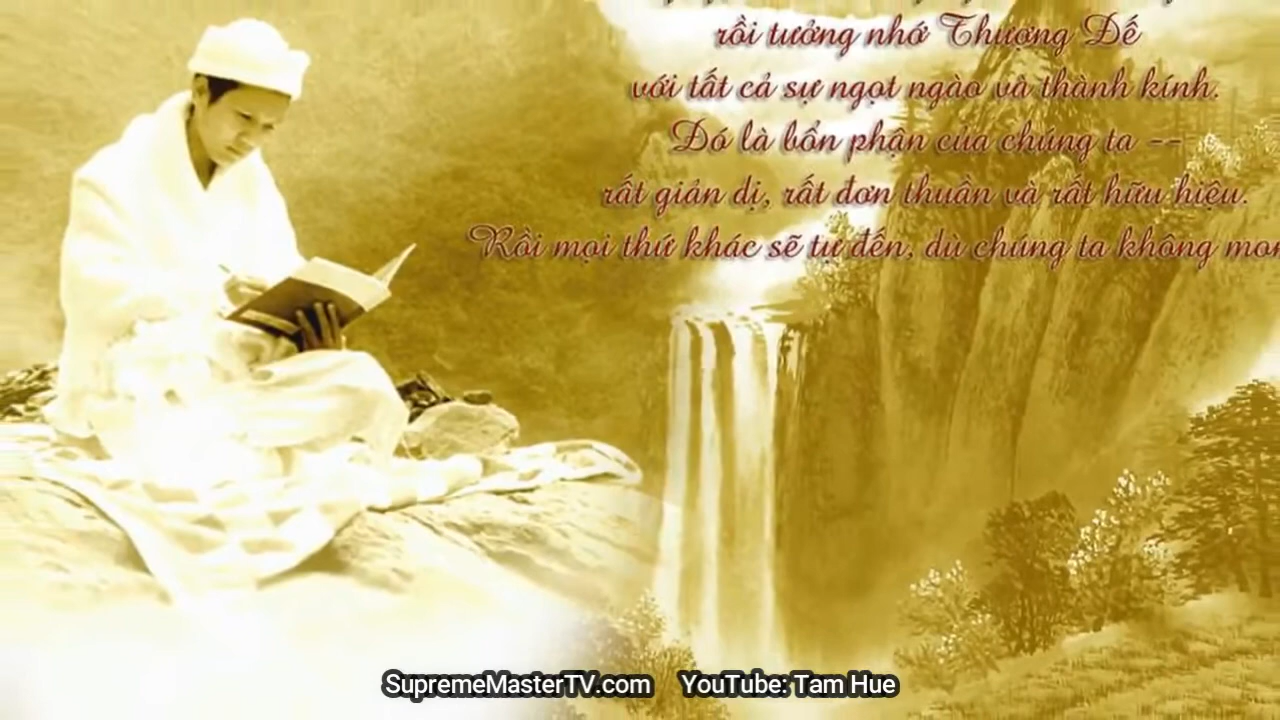 rồi tưởng nhớ Thượng Đế
với tất cả sự ngọt ngào và thành kính.
Đó là bổn phận của chúng ta --
rất giản dị, rất đơn thuần và rất hữu hiệu.
Rồi mọi thứ khác sẽ tự đến, dù chúng ta không
SupremeMasterTV.com YouTube: Tam Hue